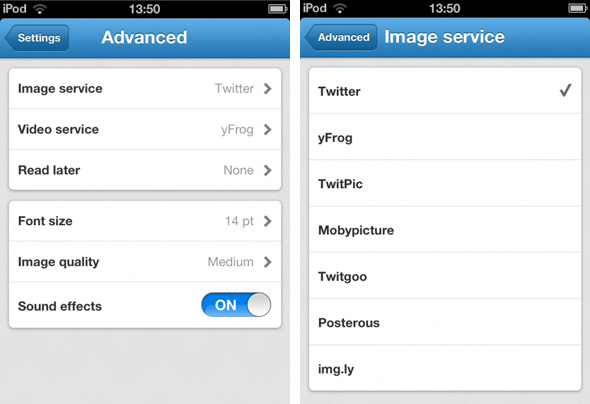 iPod 13:50
Settings Advanced
Image service Twitter
Video service yFrog
Read later None
Font size 14 pt
Image quality Medium
Sound effects ON
iPod 13:50
Advanced Image service
Twitter
yFrog
TwitPic
Mobypicture
Twitgoo
Posterous
img.ly